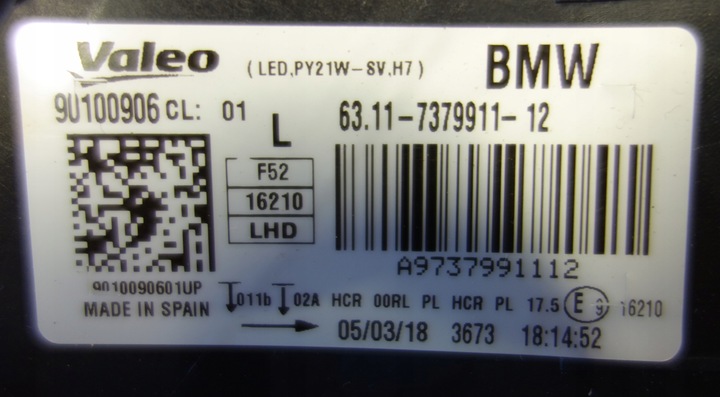 Valeo (LED,PY21W-SV,H7) BMW
90100906 CL: 01 L 63.11-7379911-12
F52
16210
LHD
A9737991112
9010090601UP
MADE IN SPAIN
011b 02A HCR 00RL PL HCR PL 17.5 E 9 16210
05/03/18 3673 18:14:52